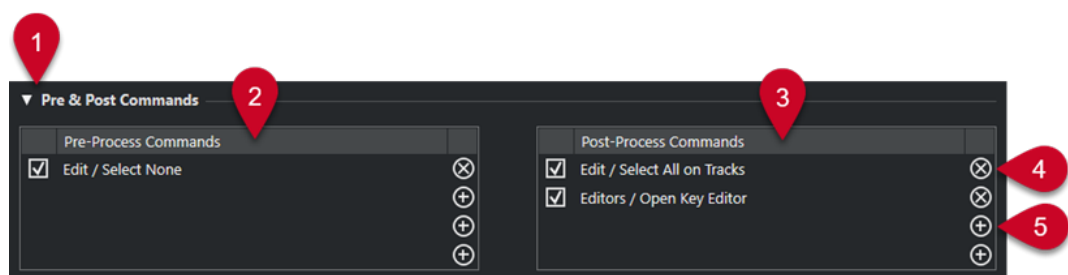 1
▼ Pre & Post Commands
2
3
Pre-Process Commands
Post-Process Commands
Edit / Select None
Edit / Select All on Tracks
4
Editors / Open Key Editor
5